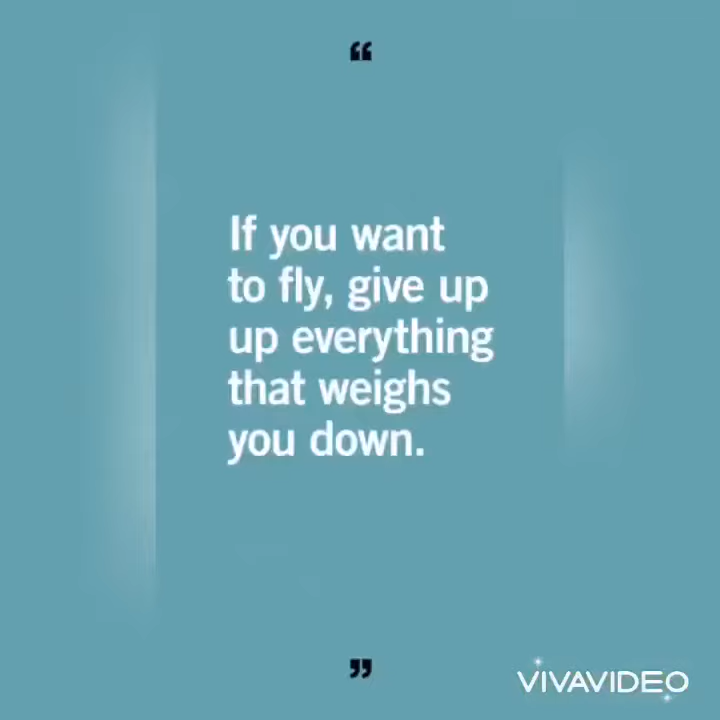 “
If you want
to fly, give up
up everything
that weighs
you down.
”
VIVAVIDEO